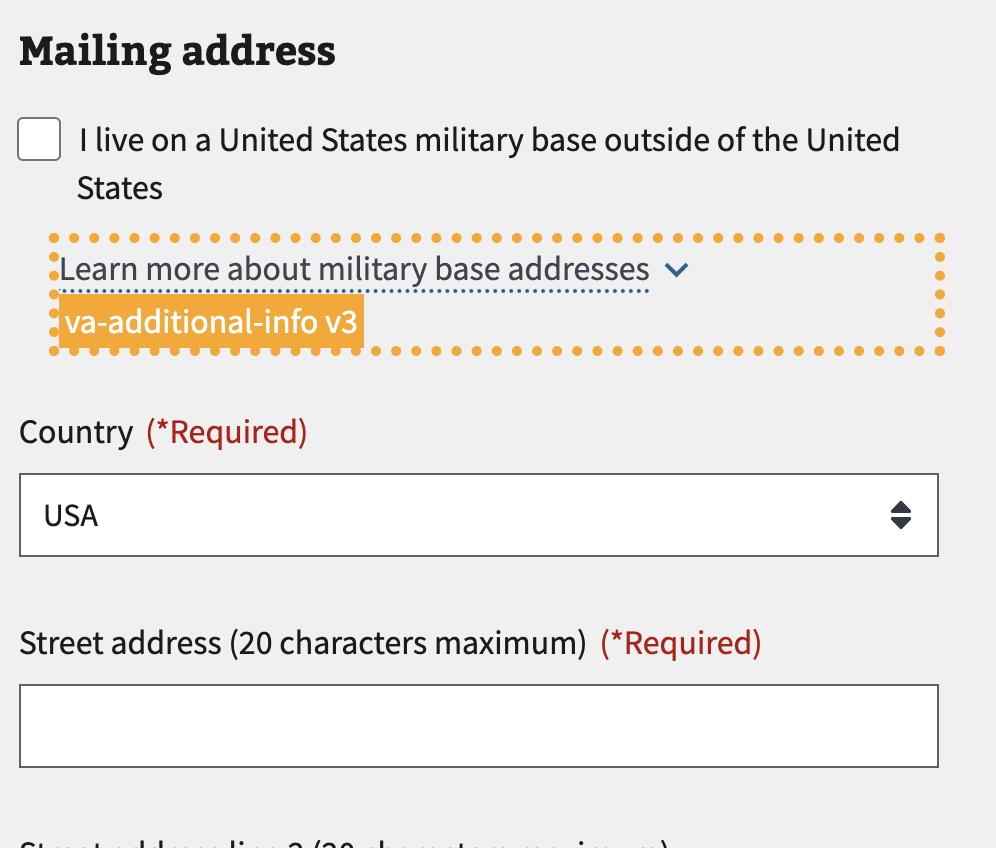 Mailing address
I live on a United States military base outside of the United
States
Learn more about military base addresses
va-additional-info v3
Country (*Required)
USA
Street address (20 characters maximum) (*Required)